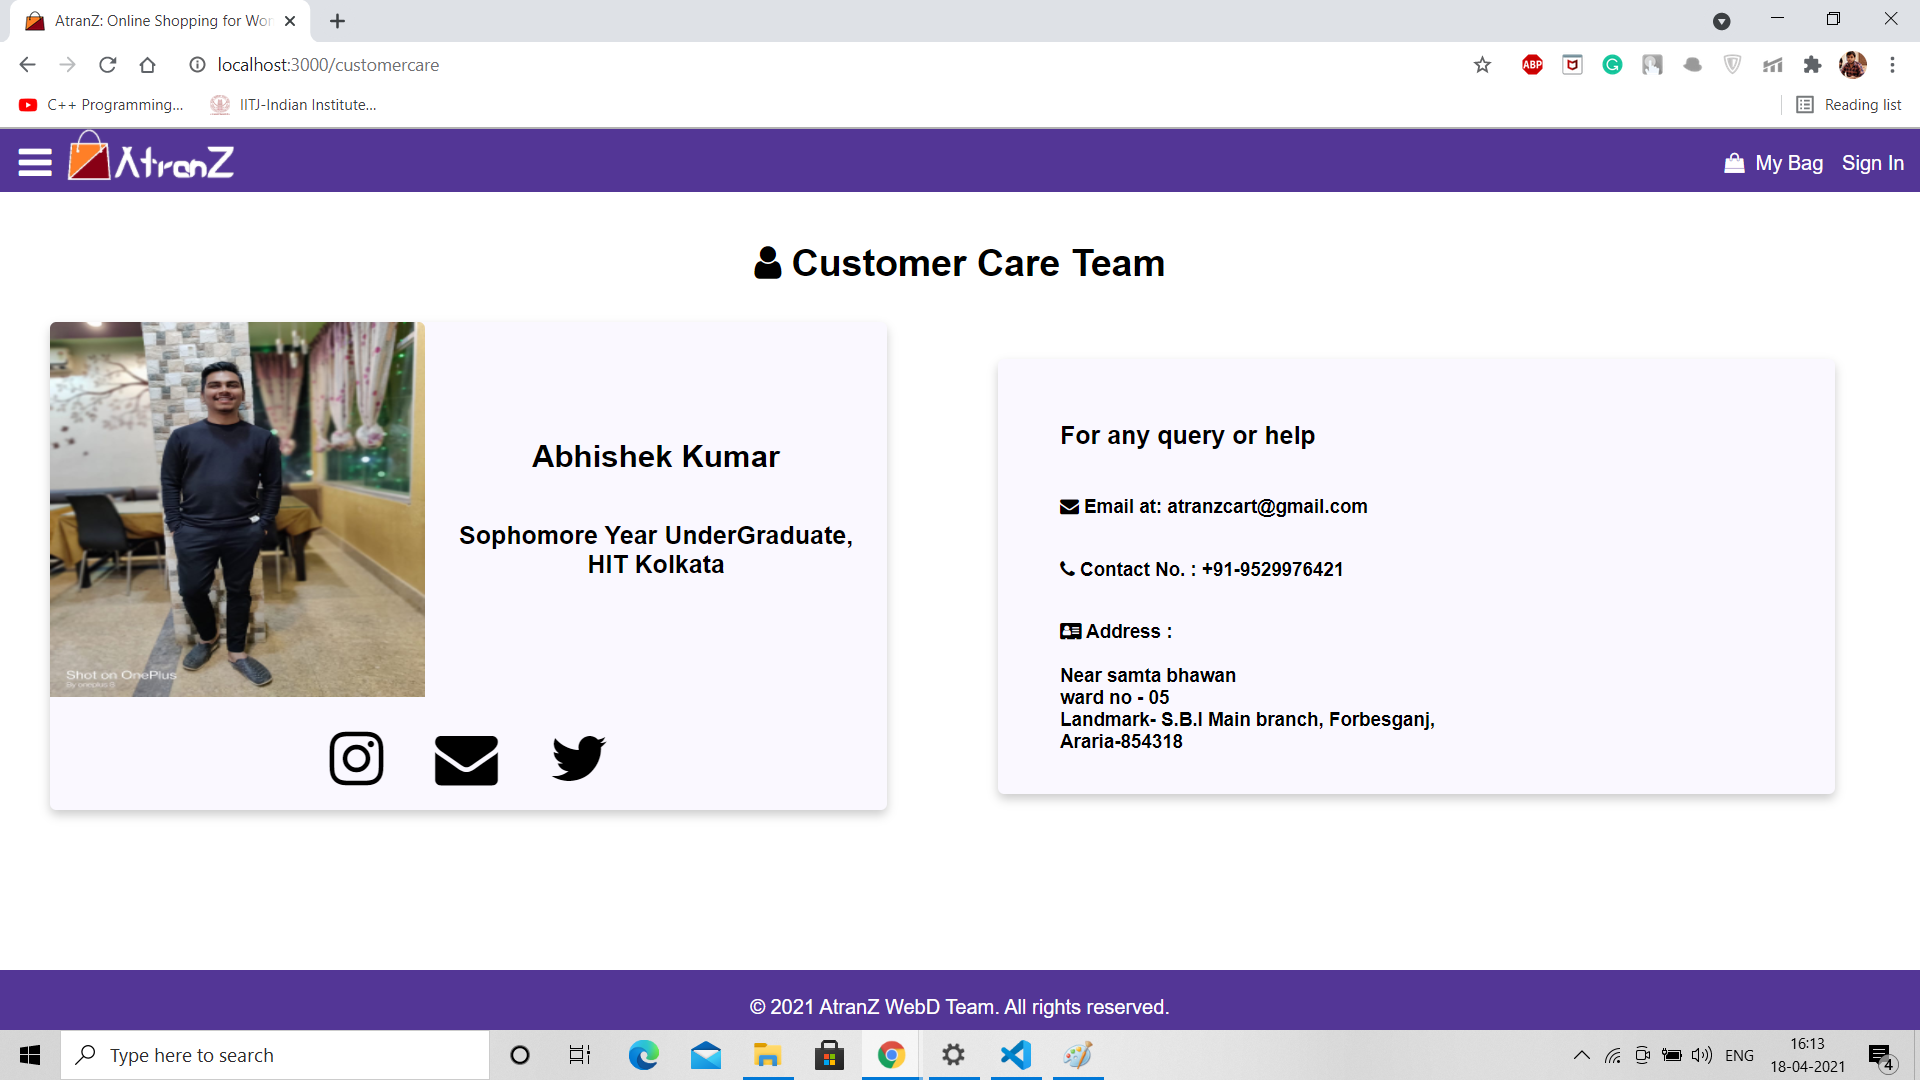 AtranZ: Online Shopping for Wor
localhost:3000/customercare
ABP
C++ Programming...
IITJ-Indian Institute...
Reading list
AtranZ
My Bag
Sign In
Customer Care Team
Abhishek Kumar
Sophomore Year UnderGraduate,
HIT Kolkata
Shot on OnePlus
For any query or help
Email at: atranzcart@gmail.com
Contact No. : +91-9529976421
Address :
Near samta bhawan
ward no - 05
Landmark- S.B.I Main branch, Forbesganj,
Araria-854318
© 2021 AtranZ WebD Team. All rights reserved.
Type here to search
ENG
16:13
18-04-2021
4